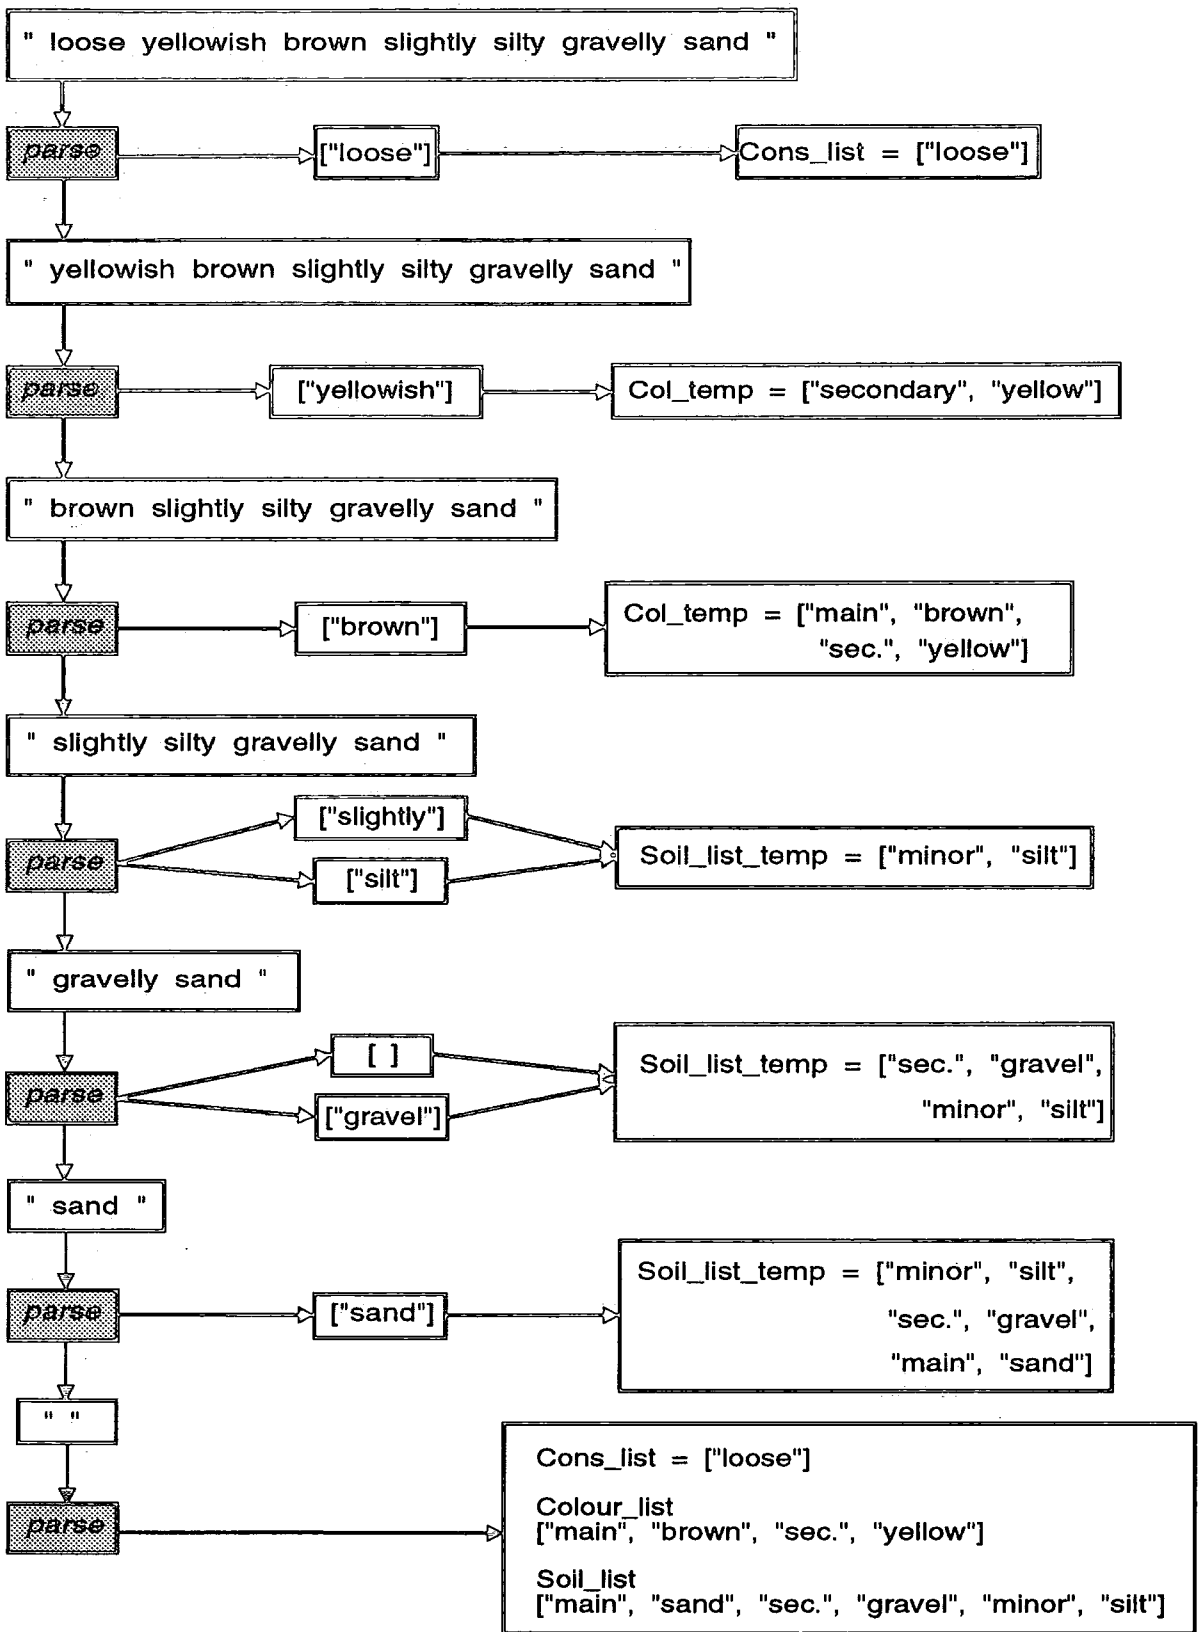 " loose yellowish brown slightly silty gravelly sand "
parse
["loose"]
Cons_list = ["loose"]
" yellowish brown slightly silty gravelly sand "
parse
["yellowish"]
Col_temp = ["secondary", "yellow"]
" brown slightly silty gravelly sand "
parse
["brown"]
Col_temp = ["main", "brown",
"sec.", "yellow"]
" slightly silty gravelly sand "
parse
["slightly"]
["silt"]
Soil_list_temp = ["minor", "silt"]
" gravelly sand "
parse
[ ]
["gravel"]
Soil_list_temp = ["sec.", "gravel",
"minor", "silt"]
" sand "
parse
["sand"]
Soil_list_temp = ["minor", "silt",
"sec.", "gravel",
"main", "sand"]
" "
parse
Cons_list = ["loose"]
Colour_list
["main", "brown", "sec.", "yellow"]
Soil_list
["main", "sand", "sec.", "gravel", "minor", "silt"]